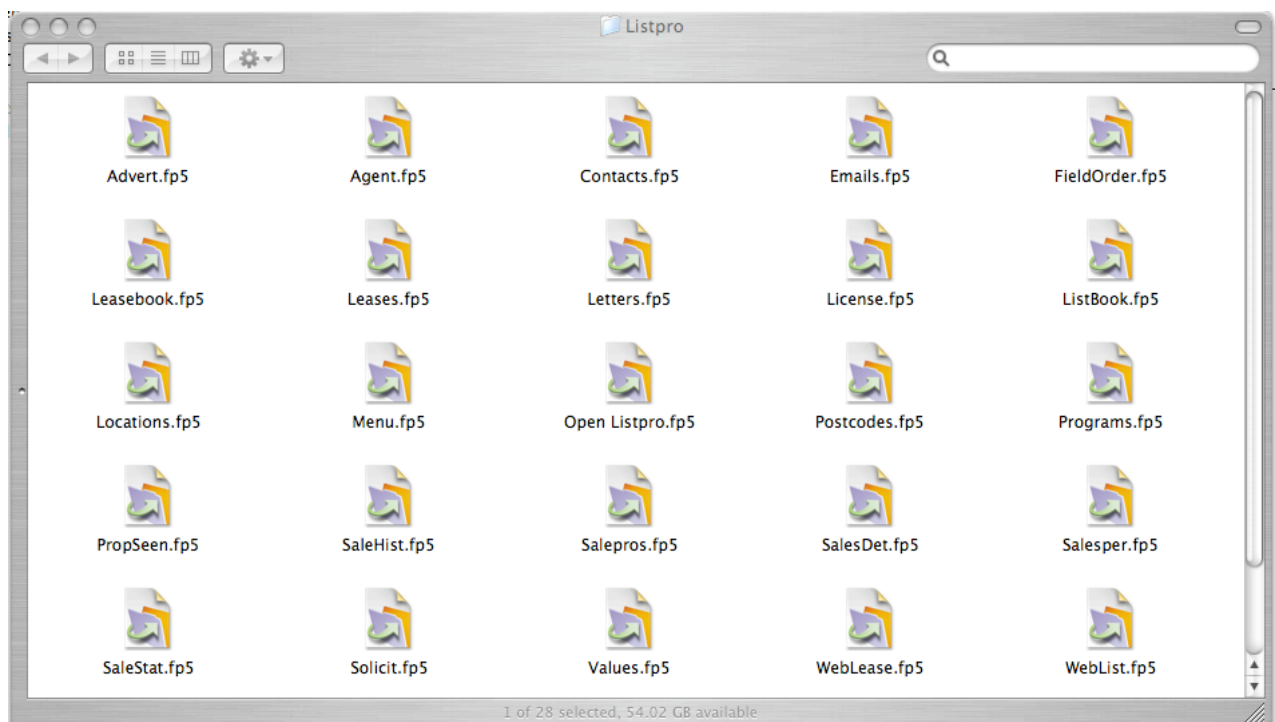 Listpro
Advert.fp5 Agent.fp5 Contacts.fp5 Emails.fp5 FieldOrder.fp5
Leasebook.fp5 Leases.fp5 Letters.fp5 License.fp5 ListBook.fp5
Locations.fp5 Menu.fp5 Open Listpro.fp5 Postcodes.fp5 Programs.fp5
PropSeen.fp5 SaleHist.fp5 Salepros.fp5 SalesDet.fp5 Salesper.fp5
SaleStat.fp5 Solicit.fp5 Values.fp5 WebLease.fp5 WebList.fp5
1 of 28 selected, 54.02 GB available